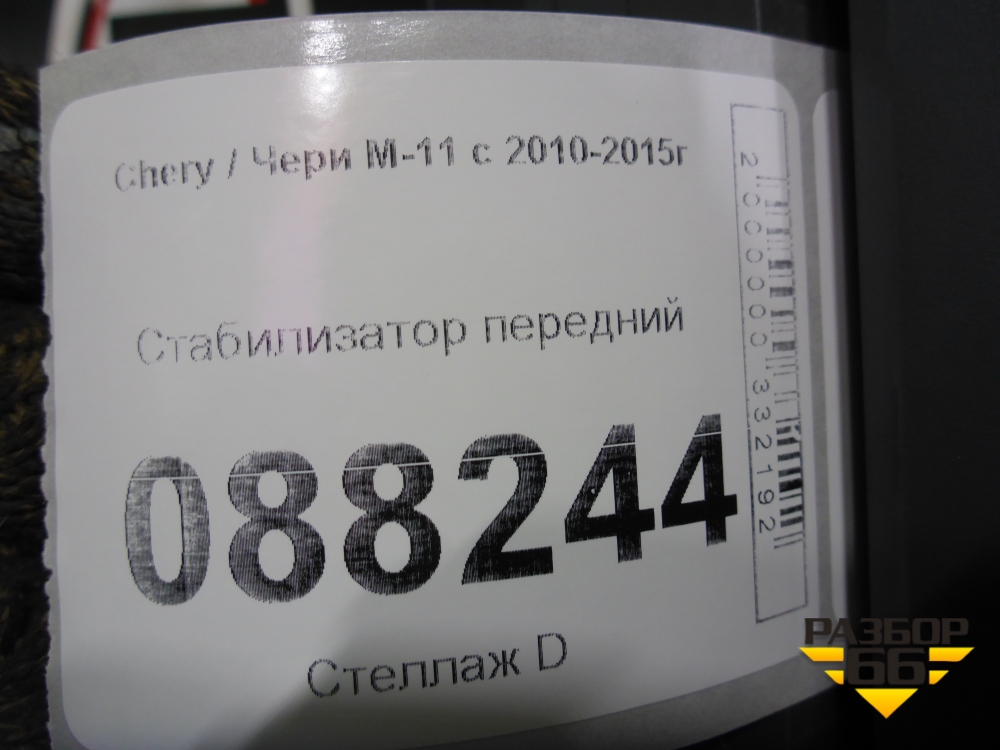 Chery / Чери М-11 с 2010-2015г
Стабилизатор передний
088244
Стеллаж D
2000000332192
РАЗБОР
66